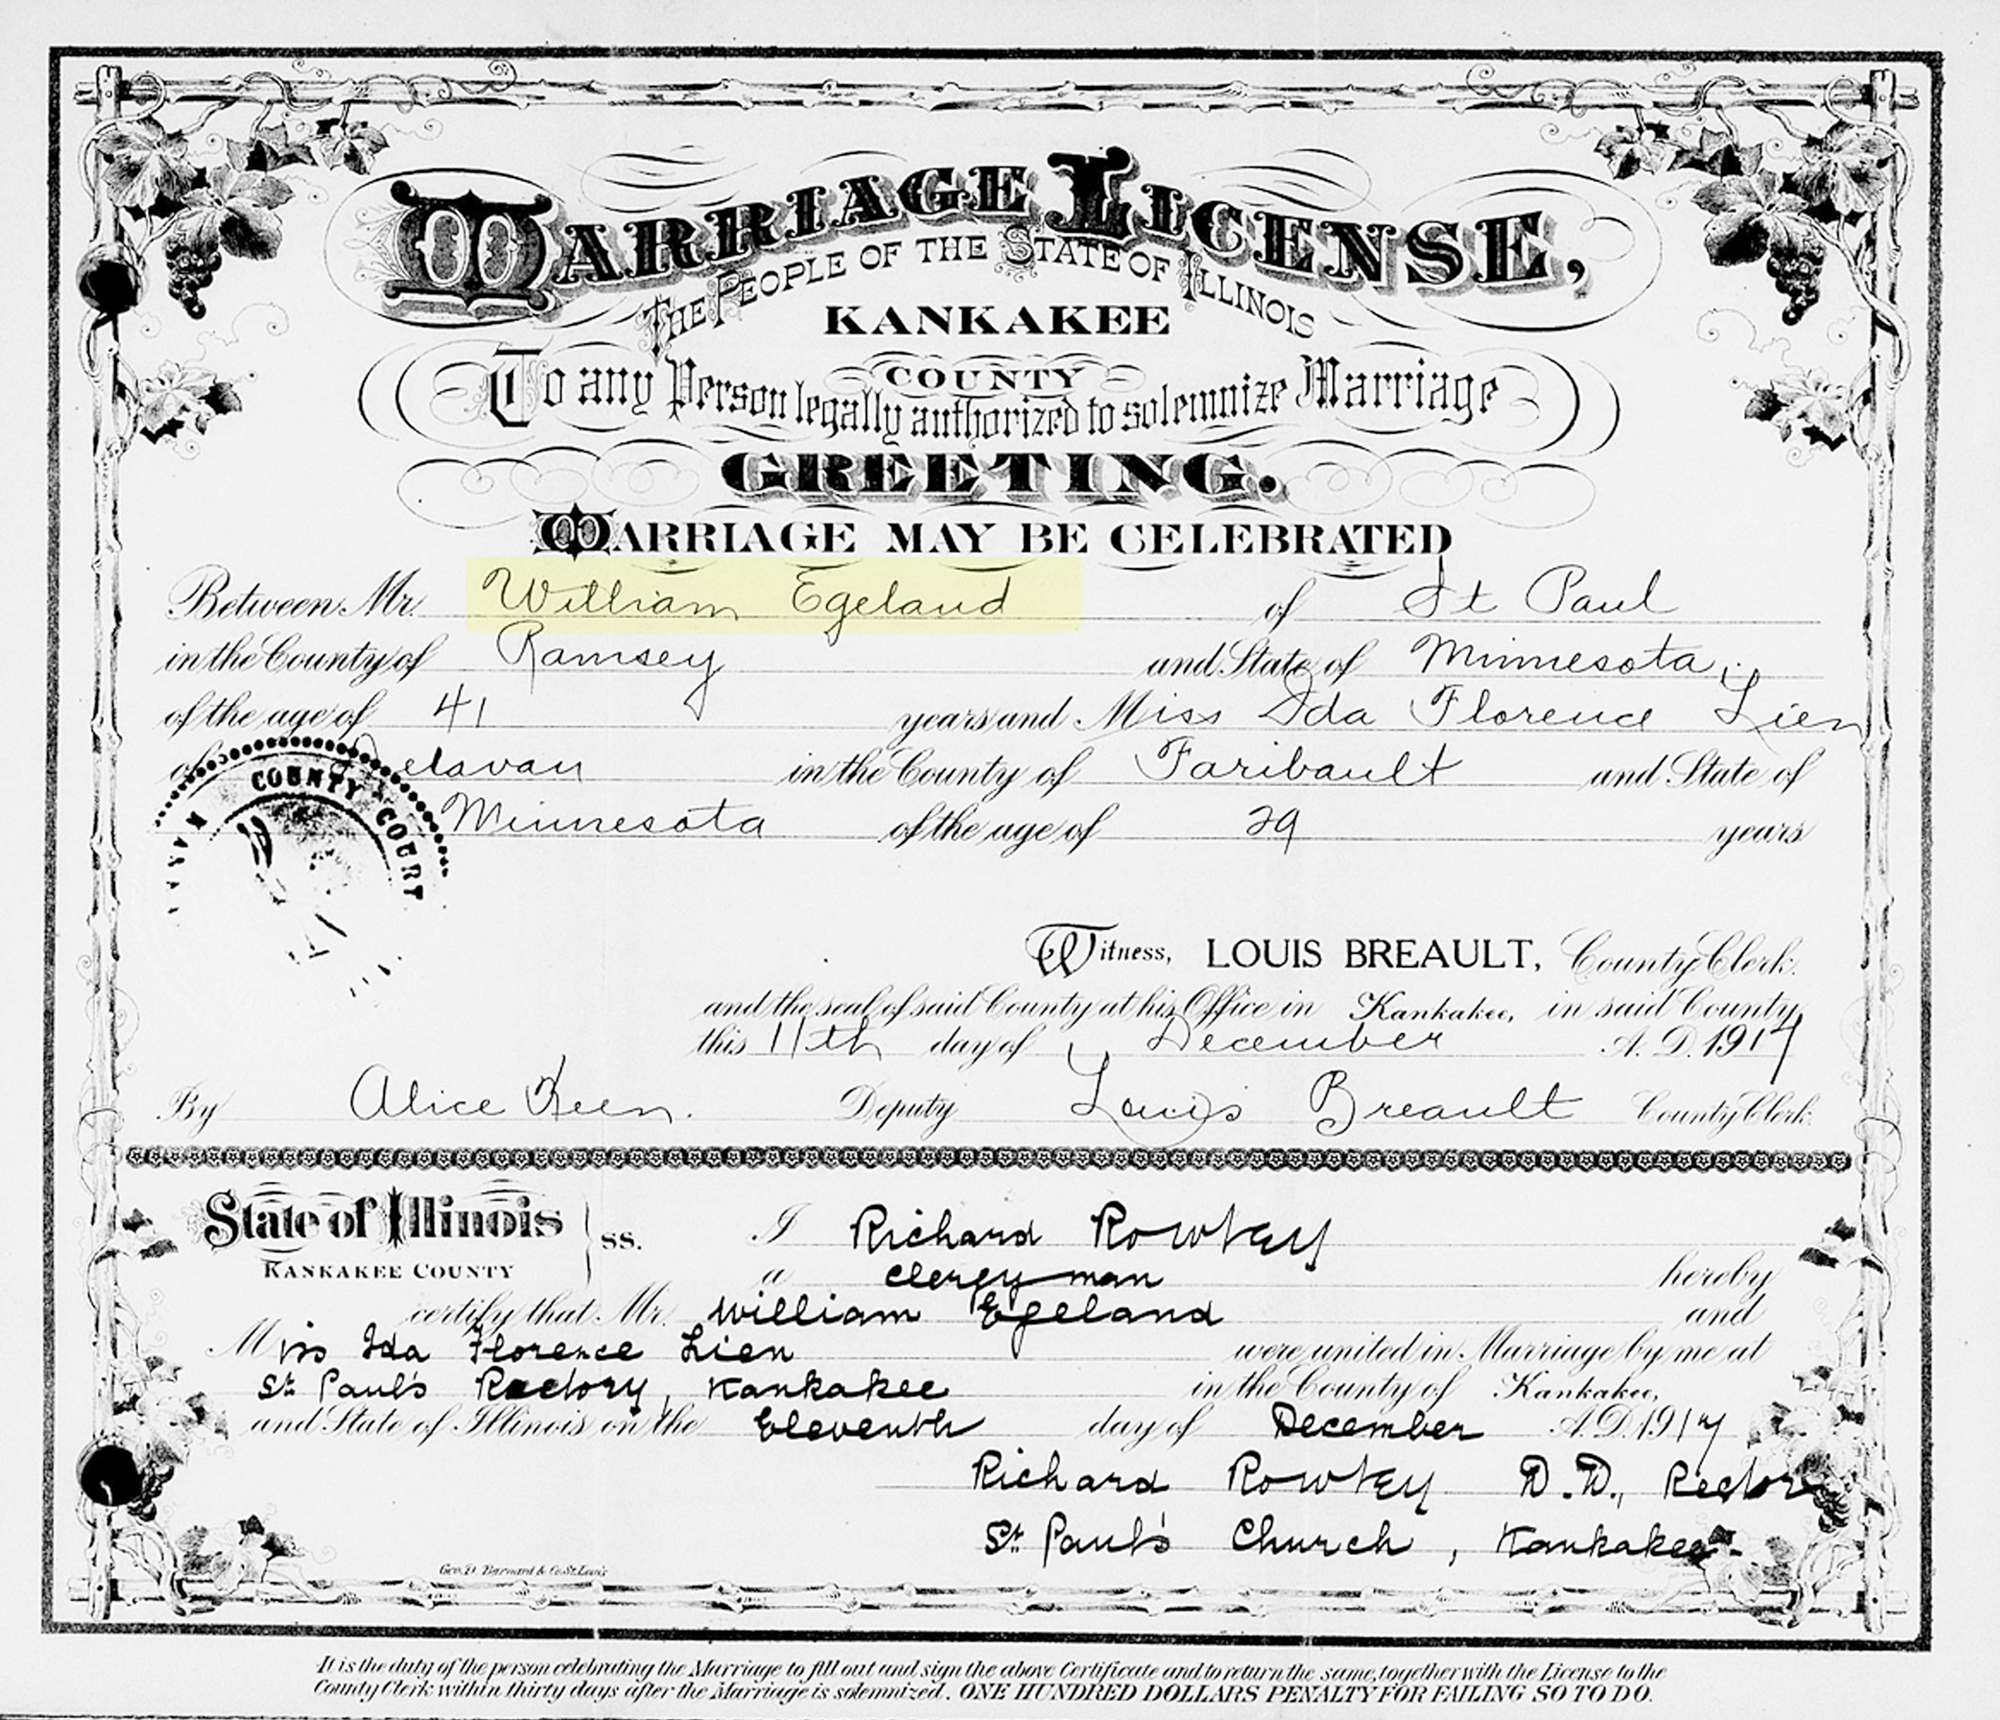 MARRIAGE LICENSE,
THE PEOPLE OF THE STATE OF ILLINOIS
KANKAKEE
COUNTY
To any Person legally authorized to solemnize Marriage
GREETING.
MARRIAGE MAY BE CELEBRATED
Between Mr. William Egeland of St Paul
in the County of Ramsey and State of Minnesota,
of the age of 41 years and Miss Ida Florence Lien
of Delavan in the County of Faribault and State of
Minnesota of the age of 29 years
COUNTY COURT
Witness, LOUIS BREAULT, County Clerk.
and the seal of said County at his Office in Kankakee, in said County
this 11th day of December A. D. 1917
By Alice Keen. Deputy Louis Breault County Clerk.
State of Illinois ss. I Richard Rowley
KANKAKEE COUNTY a clergyman hereby
certify that Mr. William Egeland and
Miss Ida Florence Lien were united in Marriage by me at
St Paul's Rectory, Kankakee in the County of Kankakee,
and State of Illinois on the Eleventh day of December A. D. 1917
Richard Rowley D.D., Rector
St Paul's Church, Kankakee-
Geo. D. Barnard & Co. St. Louis
It is the duty of the person celebrating the Marriage to fill out and sign the above Certificate and to return the same, together with the License to the
County Clerk within thirty days after the Marriage is solemnized. ONE HUNDRED DOLLARS PENALTY FOR FAILING SO TO DO.